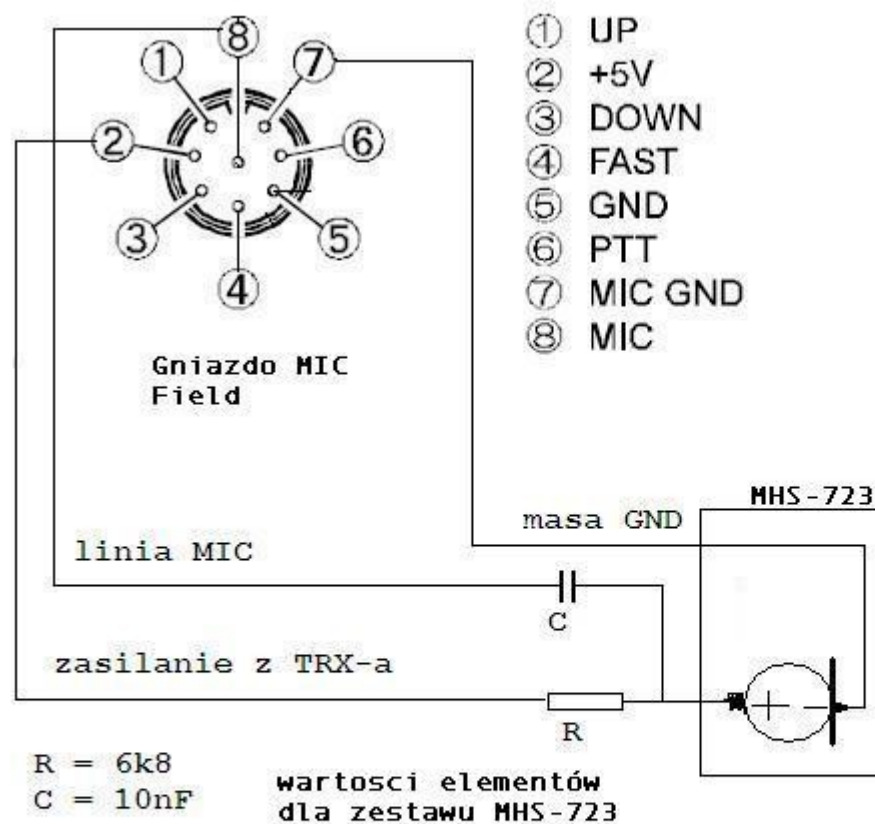 ⑧
① ⑦
② ⑥
③ ⑤
④
① UP
② +5V
③ DOWN
④ FAST
⑤ GND
⑥ PTT
⑦ MIC GND
⑧ MIC
Gniazdo MIC
Field
MHS-723
masa GND
linia MIC
C
zasilanie z TRX-a
+ −
R
R = 6k8
C = 10nF
wartosci elementów
dla zestawu MHS-723